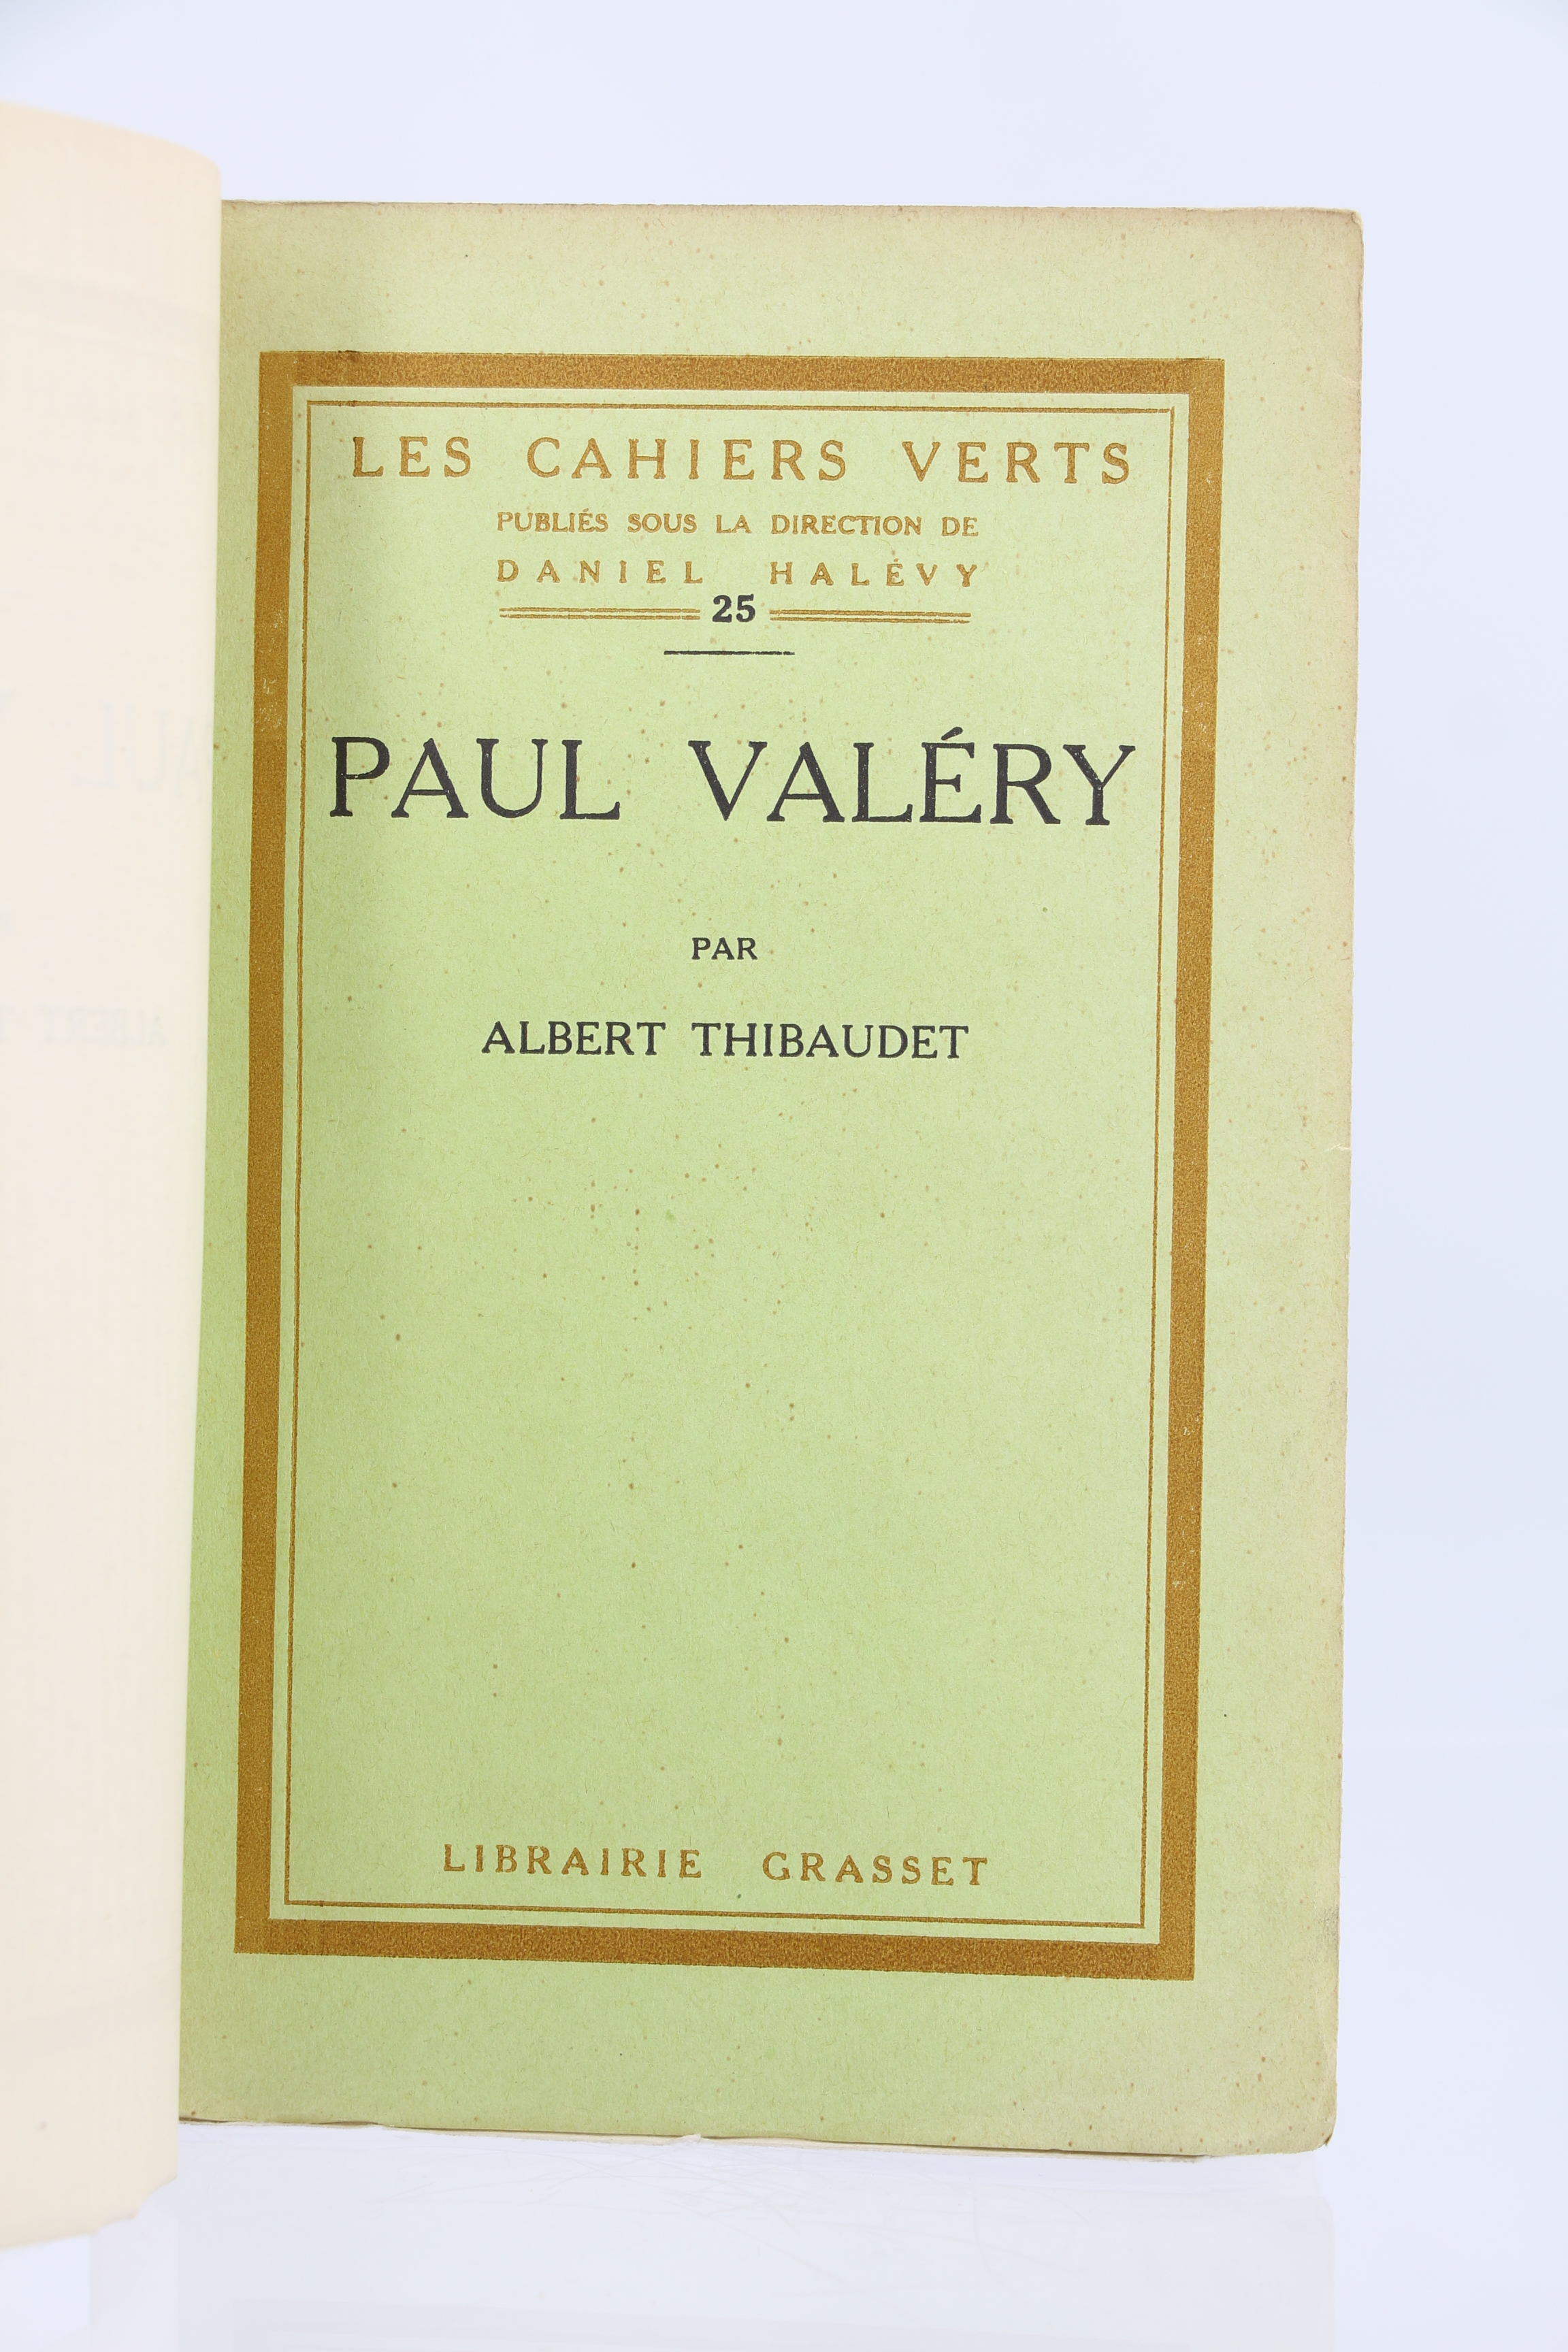 LES CAHIERS VERTS
PUBLIÉS SOUS LA DIRECTION DE
DANIEL HALÉVY
25
PAUL VALÉRY
PAR
ALBERT THIBAUDET
LIBRAIRIE GRASSET